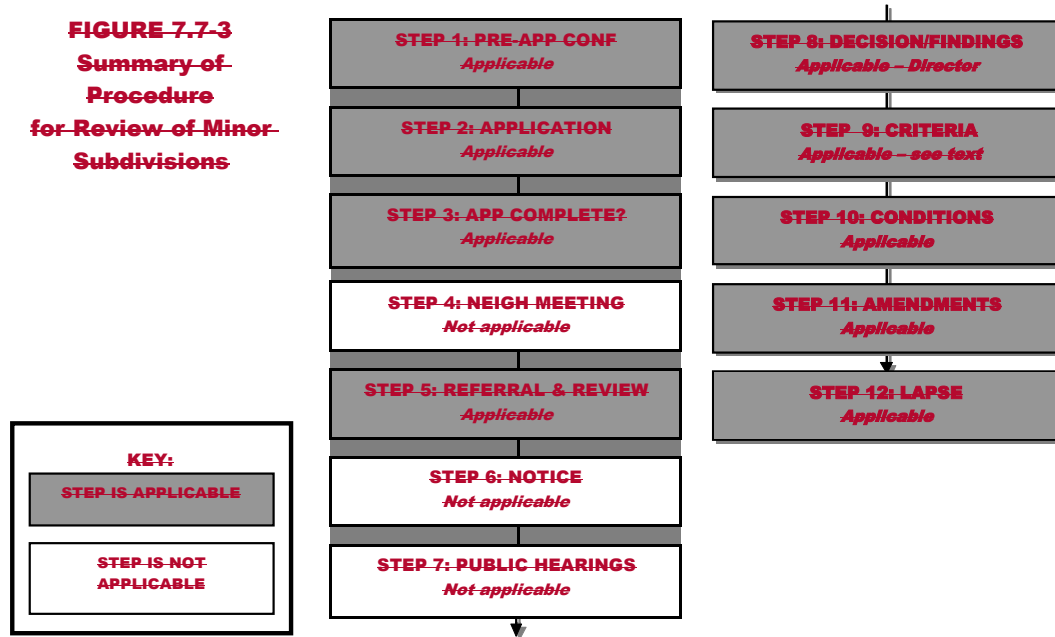 FIGURE 7.7-3
Summary of
Procedure
for Review of Minor
Subdivisions
STEP 1: PRE-APP CONF
Applicable
STEP 2: APPLICATION
Applicable
STEP 3: APP COMPLETE?
Applicable
STEP 4: NEIGH MEETING
Not applicable
STEP 5: REFERRAL & REVIEW
Applicable
STEP 6: NOTICE
Not applicable
STEP 7: PUBLIC HEARINGS
Not applicable
STEP 8: DECISION/FINDINGS
Applicable – Director
STEP 9: CRITERIA
Applicable – see text
STEP 10: CONDITIONS
Applicable
STEP 11: AMENDMENTS
Applicable
STEP 12: LAPSE
Applicable
KEY:
STEP IS APPLICABLE
STEP IS NOT
APPLICABLE